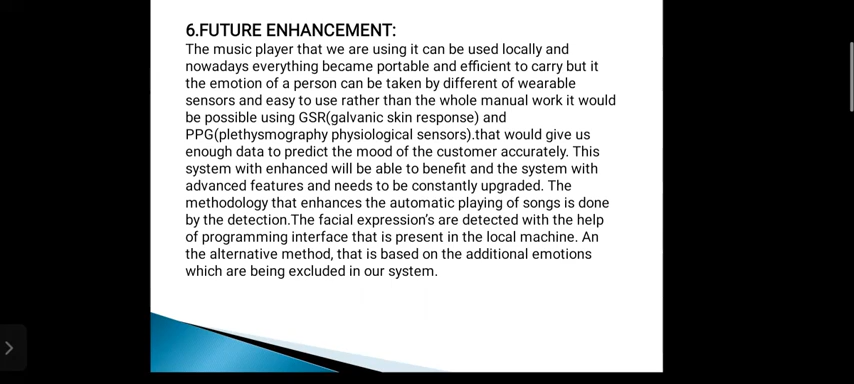 6.FUTURE ENHANCEMENT:
The music player that we are using it can be used locally and
nowadays everything became portable and efficient to carry but it
the emotion of a person can be taken by different of wearable
sensors and easy to use rather than the whole manual work it would
be possible using GSR(galvanic skin response) and
PPG(plethysmography physiological sensors).that would give us
enough data to predict the mood of the customer accurately. This
system with enhanced will be able to benefit and the system with
advanced features and needs to be constantly upgraded. The
methodology that enhances the automatic playing of songs is done
by the detection.The facial expression's are detected with the help
of programming interface that is present in the local machine. An
the alternative method, that is based on the additional emotions
which are being excluded in our system.